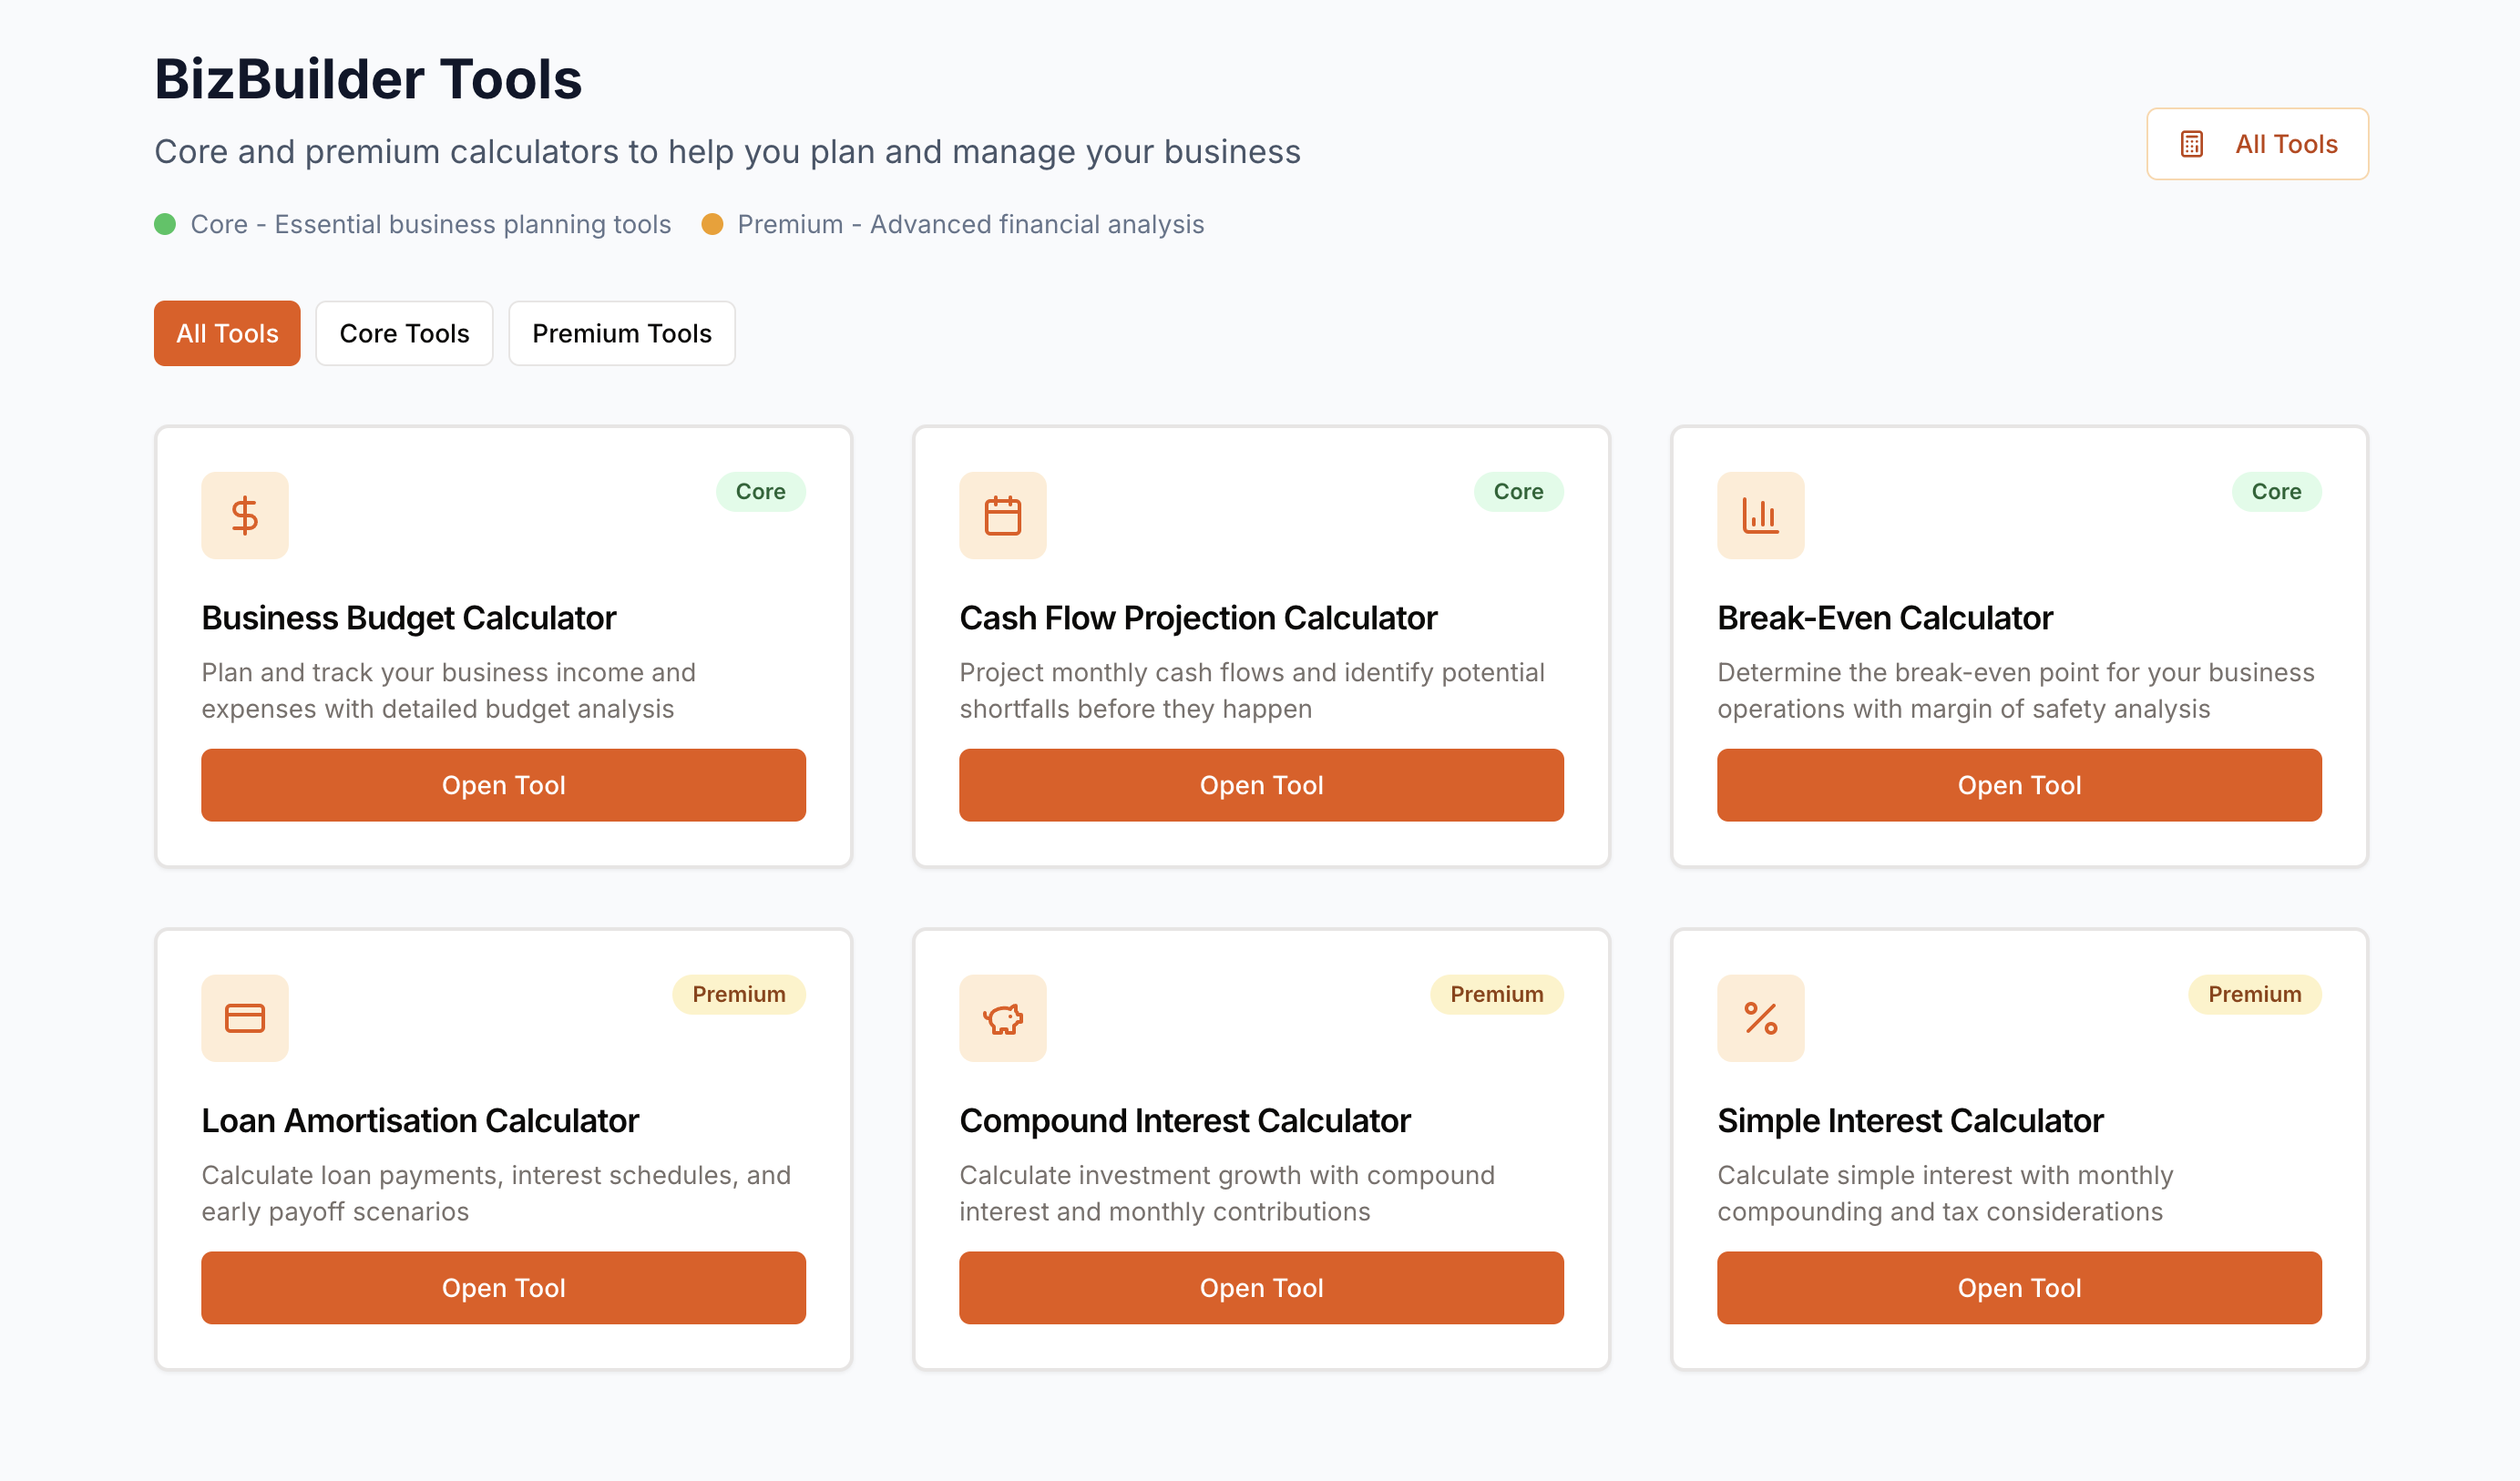 BizBuilder Tools
Core and premium calculators to help you plan and manage your business
All Tools
Core - Essential business planning tools
Premium - Advanced financial analysis
All Tools
Core Tools
Premium Tools
Core
Business Budget Calculator
Plan and track your business income and
expenses with detailed budget analysis
Open Tool
Core
Cash Flow Projection Calculator
Project monthly cash flows and identify potential
shortfalls before they happen
Open Tool
Core
Break-Even Calculator
Determine the break-even point for your business
operations with margin of safety analysis
Open Tool
Premium
Loan Amortisation Calculator
Calculate loan payments, interest schedules, and
early payoff scenarios
Open Tool
Premium
Compound Interest Calculator
Calculate investment growth with compound
interest and monthly contributions
Open Tool
Premium
Simple Interest Calculator
Calculate simple interest with monthly
compounding and tax considerations
Open Tool